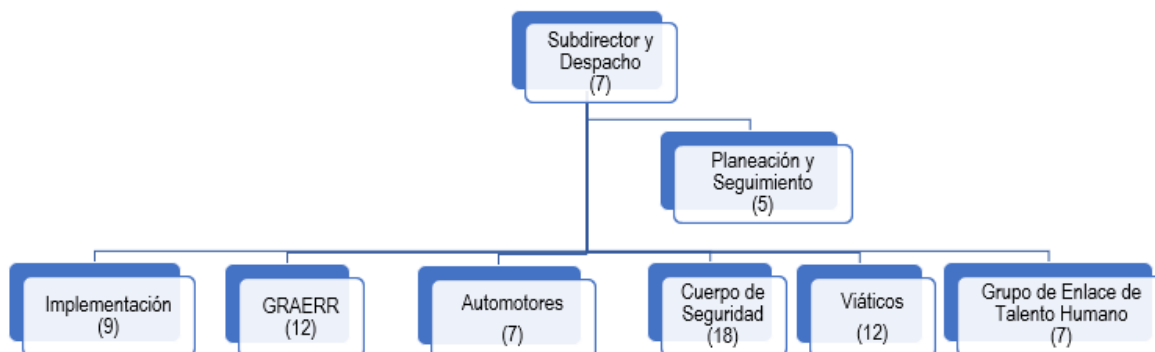 Subdirector y
Despacho
(7)
Planeación y
Seguimiento
(5)
Implementación
(9)
GRAERR
(12)
Automotores
(7)
Cuerpo de
Seguridad
(18)
Viáticos
(12)
Grupo de Enlace de
Talento Humano
(7)